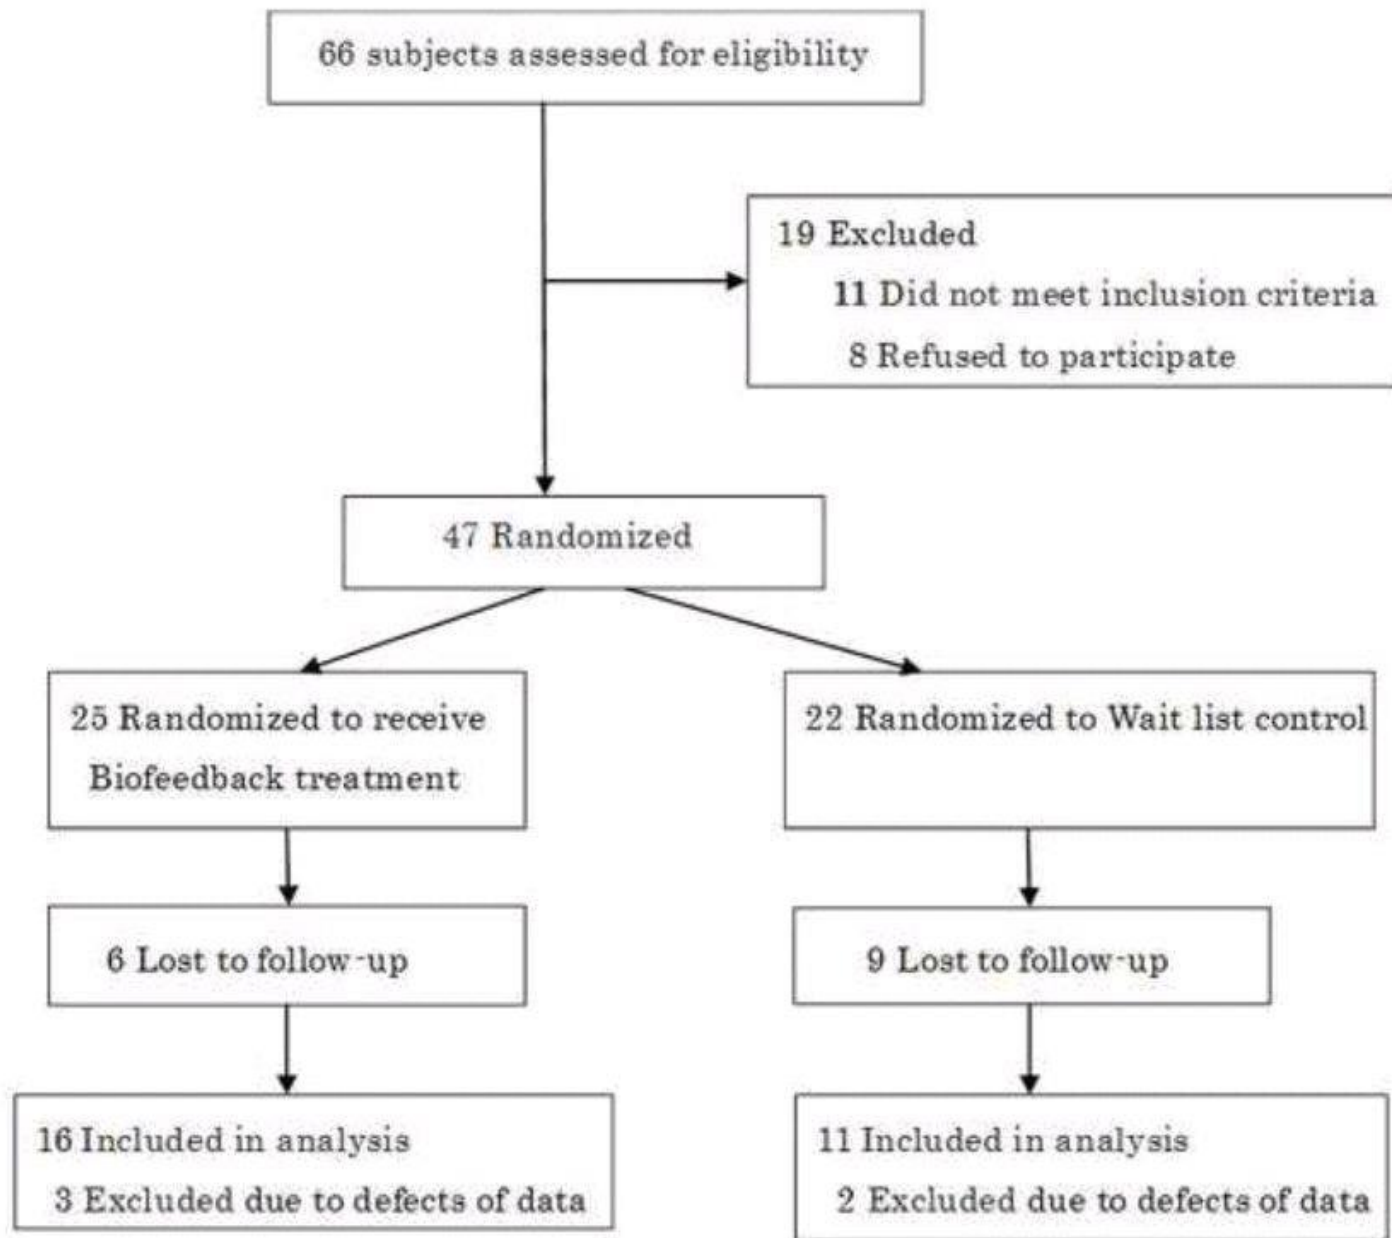 66 subjects assessed for eligibility
19 Excluded
11 Did not meet inclusion criteria
8 Refused to participate
47 Randomized
25 Randomized to receive
Biofeedback treatment
22 Randomized to Wait list control
6 Lost to follow-up
9 Lost to follow-up
16 Included in analysis
3 Excluded due to defects of data
11 Included in analysis
2 Excluded due to defects of data